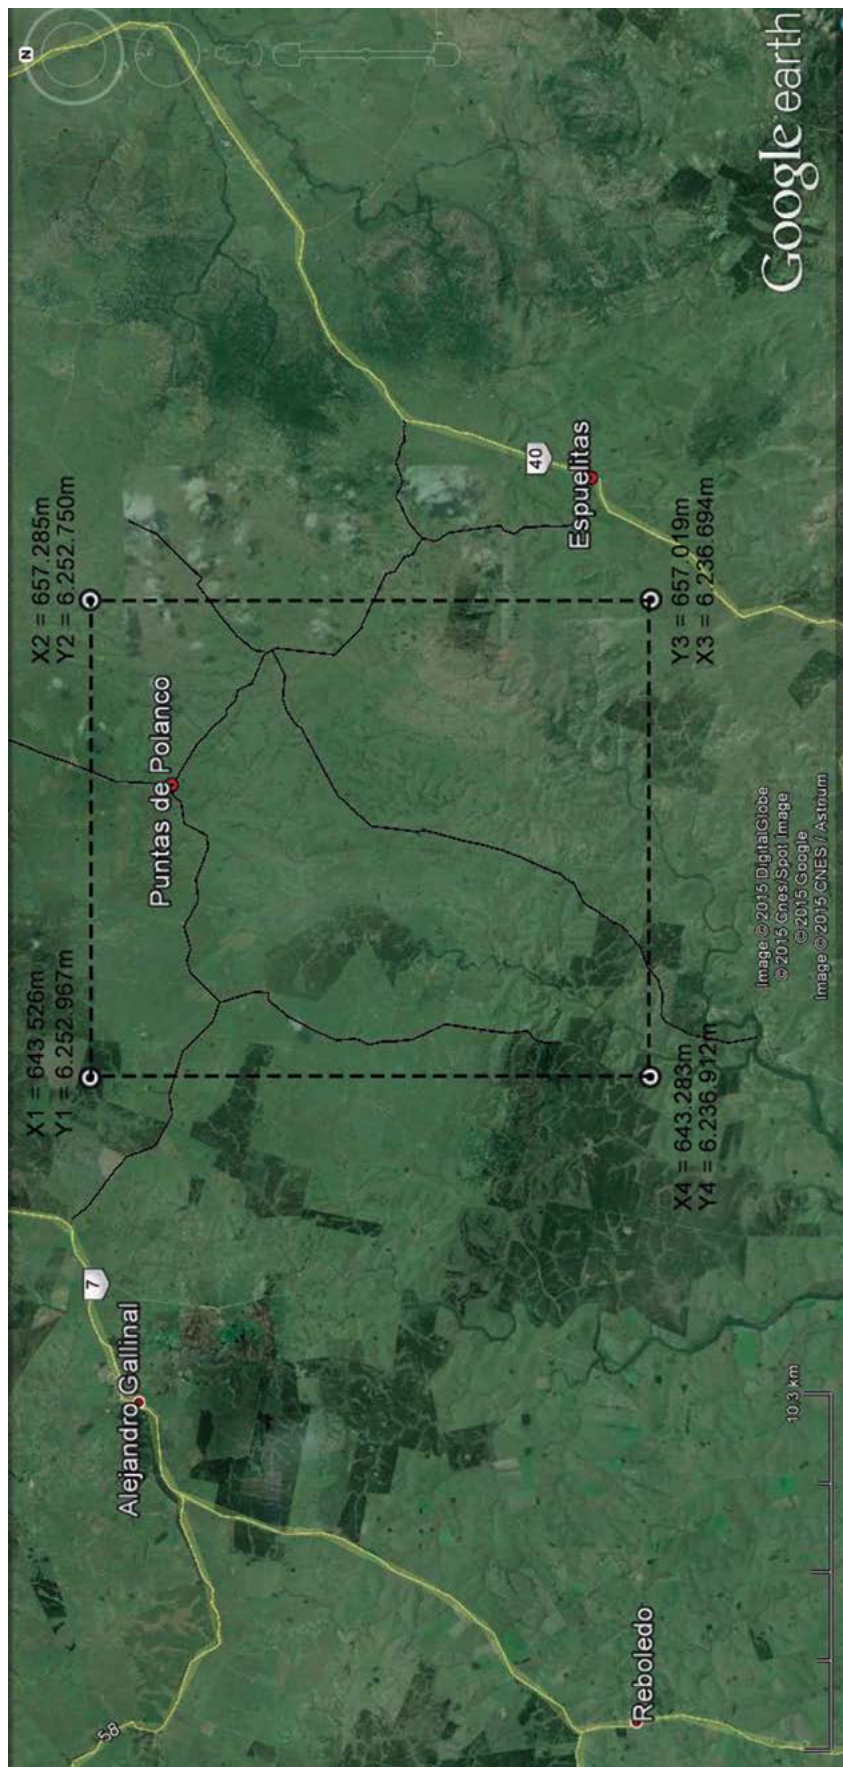 X1 = 643.526m
Y1 = 6.252.967m
X2 = 657.285m
Y2 = 6.252.750m
N
7
Alejandro Gallinal
Puntas de Polanco
58
40
Espuelitas
Reboledo
X4 = 643.283m
Y4 = 6.236.912m
Y3 = 657.019m
X3 = 6.236.694m
10.3 km
Image © 2015 DigitalGlobe
© 2015 Cnes/Spot Image
© 2015 Google
Image © 2015 CNES / Astrium
Google earth